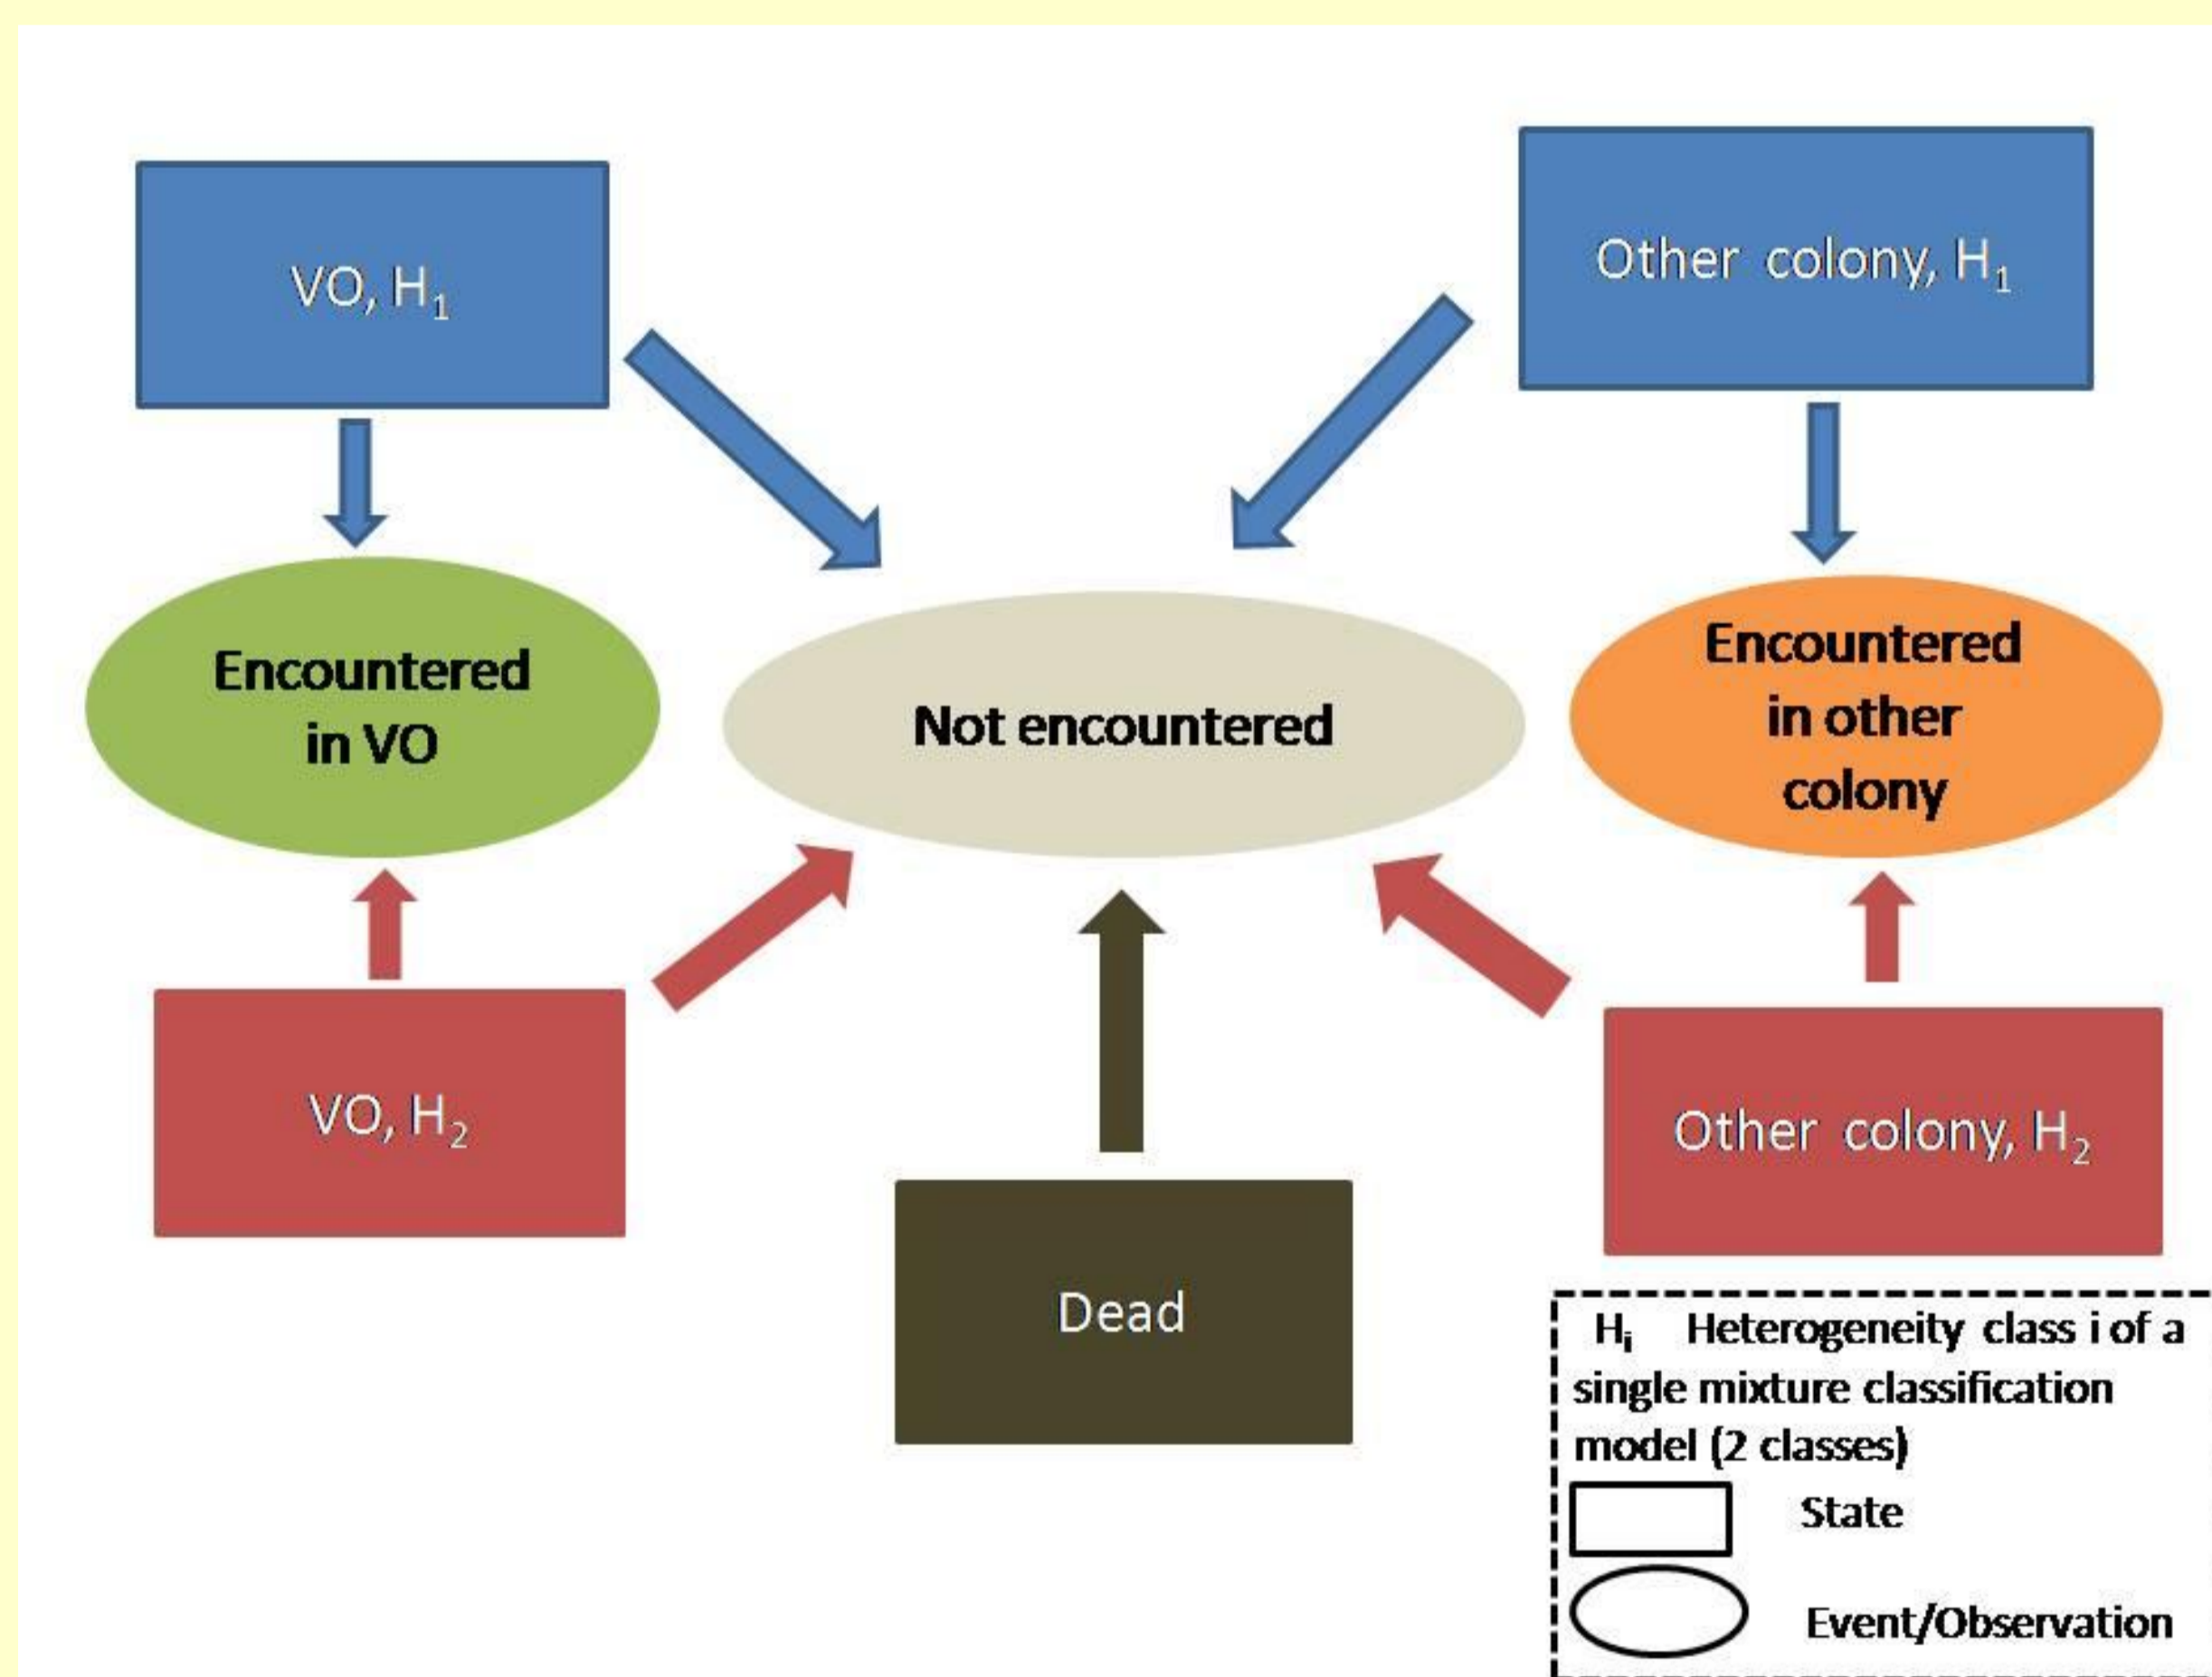 VO, H₁
Other colony, H₁
Encountered
in VO
Not encountered
Encountered
in other
colony
VO, H₂
Other colony, H₂
Dead
Hᵢ Heterogeneity class i of a
single mixture classification
model (2 classes)
State
Event/Observation